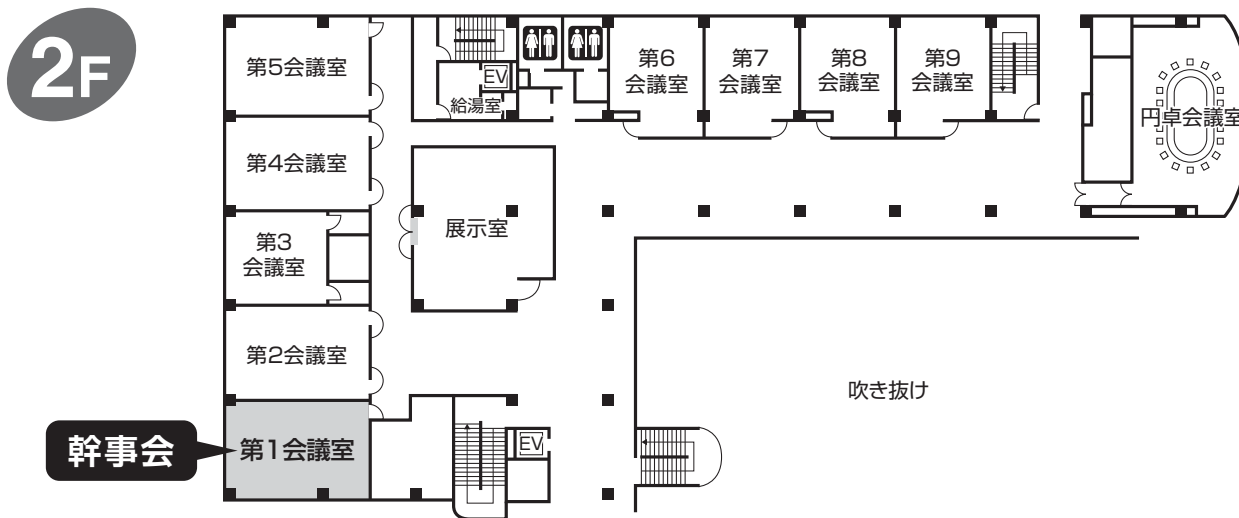 2F
第5会議室
第4会議室
第3
会議室
第2会議室
第1会議室
幹事会
EV
給湯室
展示室
第6
会議室
第7
会議室
第8
会議室
第9
会議室
円卓会議室
吹き抜け
EV